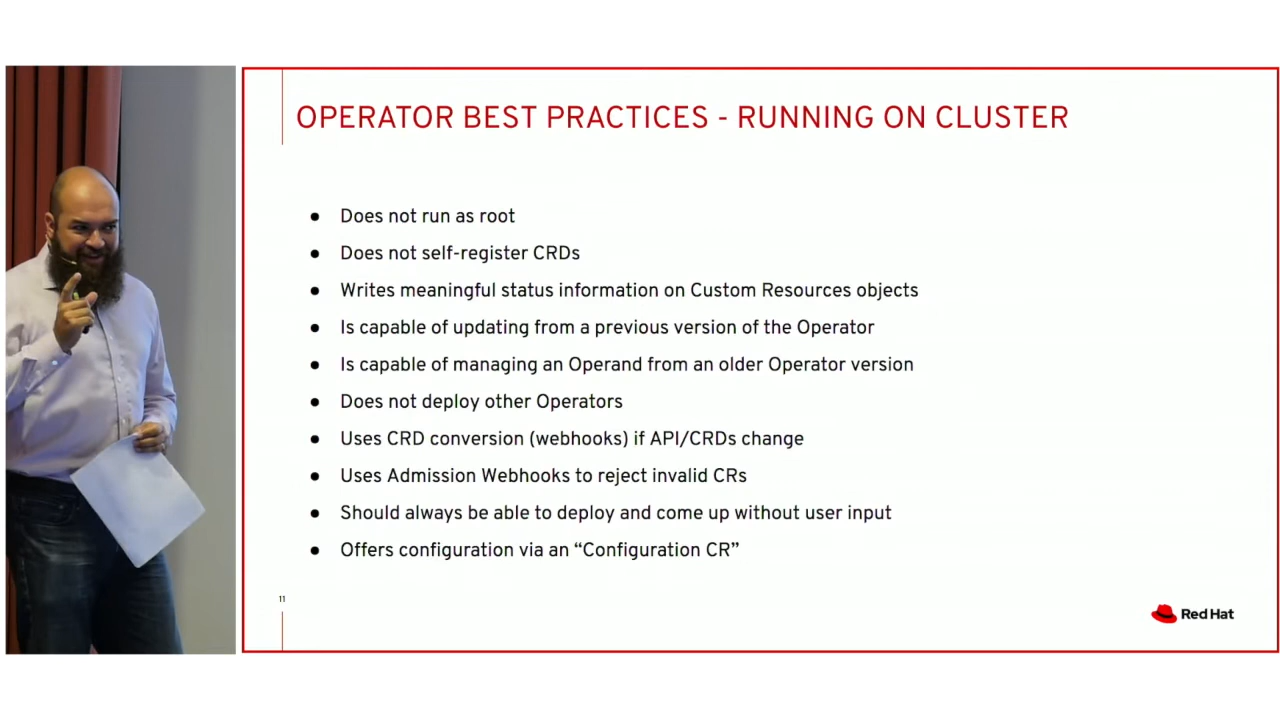 OPERATOR BEST PRACTICES - RUNNING ON CLUSTER
● Does not run as root
● Does not self-register CRDs
● Writes meaningful status information on Custom Resources objects
● Is capable of updating from a previous version of the Operator
● Is capable of managing an Operand from an older Operator version
● Does not deploy other Operators
● Uses CRD conversion (webhooks) if API/CRDs change
● Uses Admission Webhooks to reject invalid CRs
● Should always be able to deploy and come up without user input
● Offers configuration via an “Configuration CR”
11
Red Hat